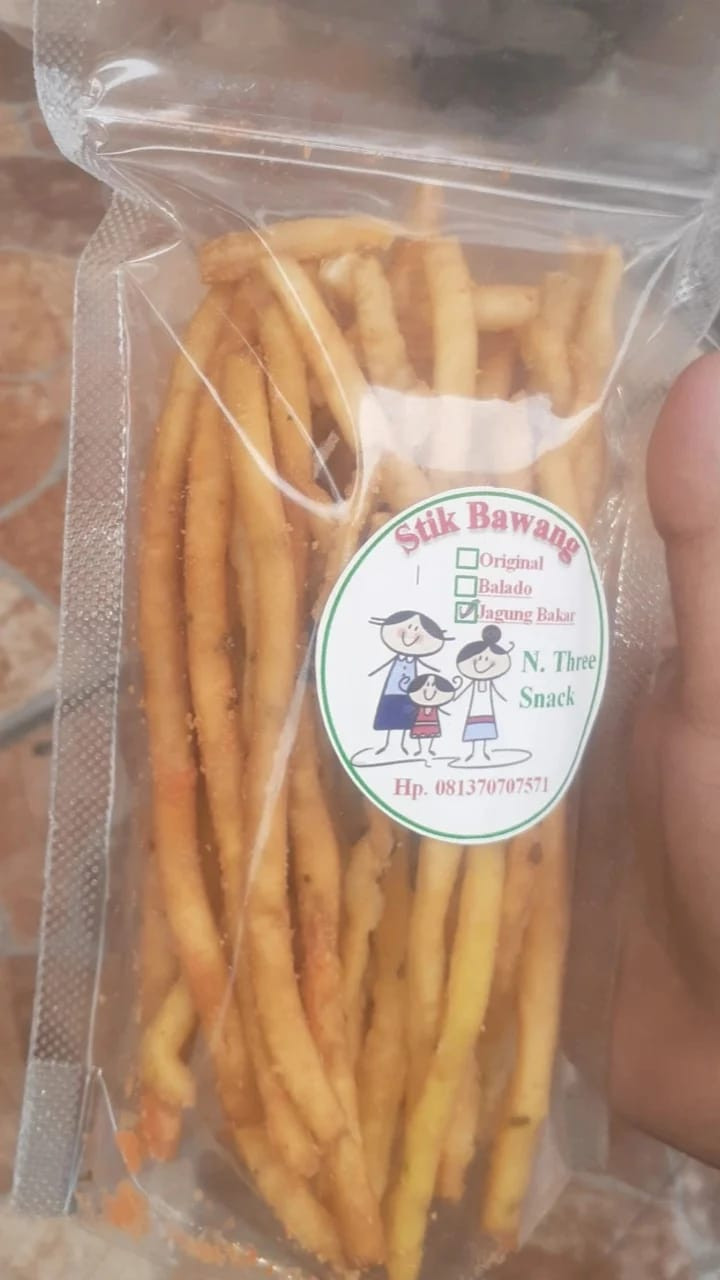 Stik Bawang
Original
Balado
Jagung Bakar
N. Three
Snack
Hp. 081370707571